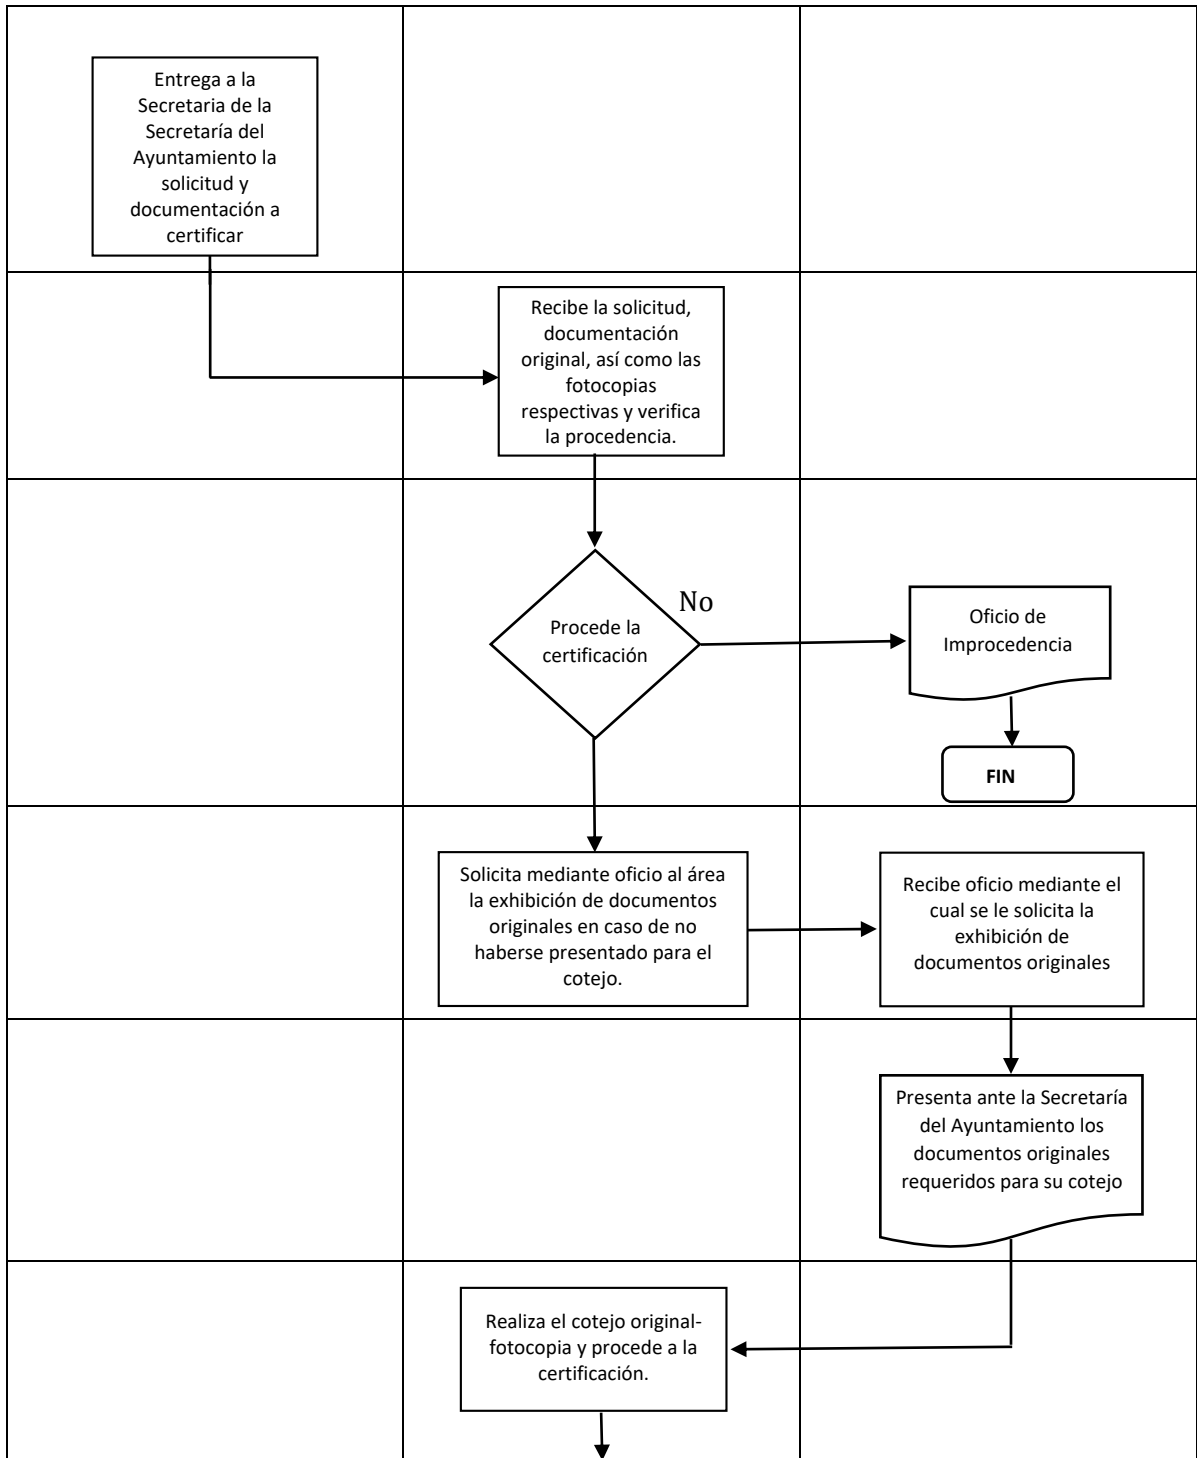 Entrega a la
Secretaria de la
Secretaría del
Ayuntamiento la
solicitud y
documentación a
certificar
Recibe la solicitud,
documentación
original, así como las
fotocopias
respectivas y verifica
la procedencia.
Procede la
certificación
No
Oficio de
Improcedencia
FIN
Solicita mediante oficio al área
la exhibición de documentos
originales en caso de no
haberse presentado para el
cotejo.
Recibe oficio mediante el
cual se le solicita la
exhibición de
documentos originales
Presenta ante la Secretaría
del Ayuntamiento los
documentos originales
requeridos para su cotejo
Realiza el cotejo original-
fotocopia y procede a la
certificación.